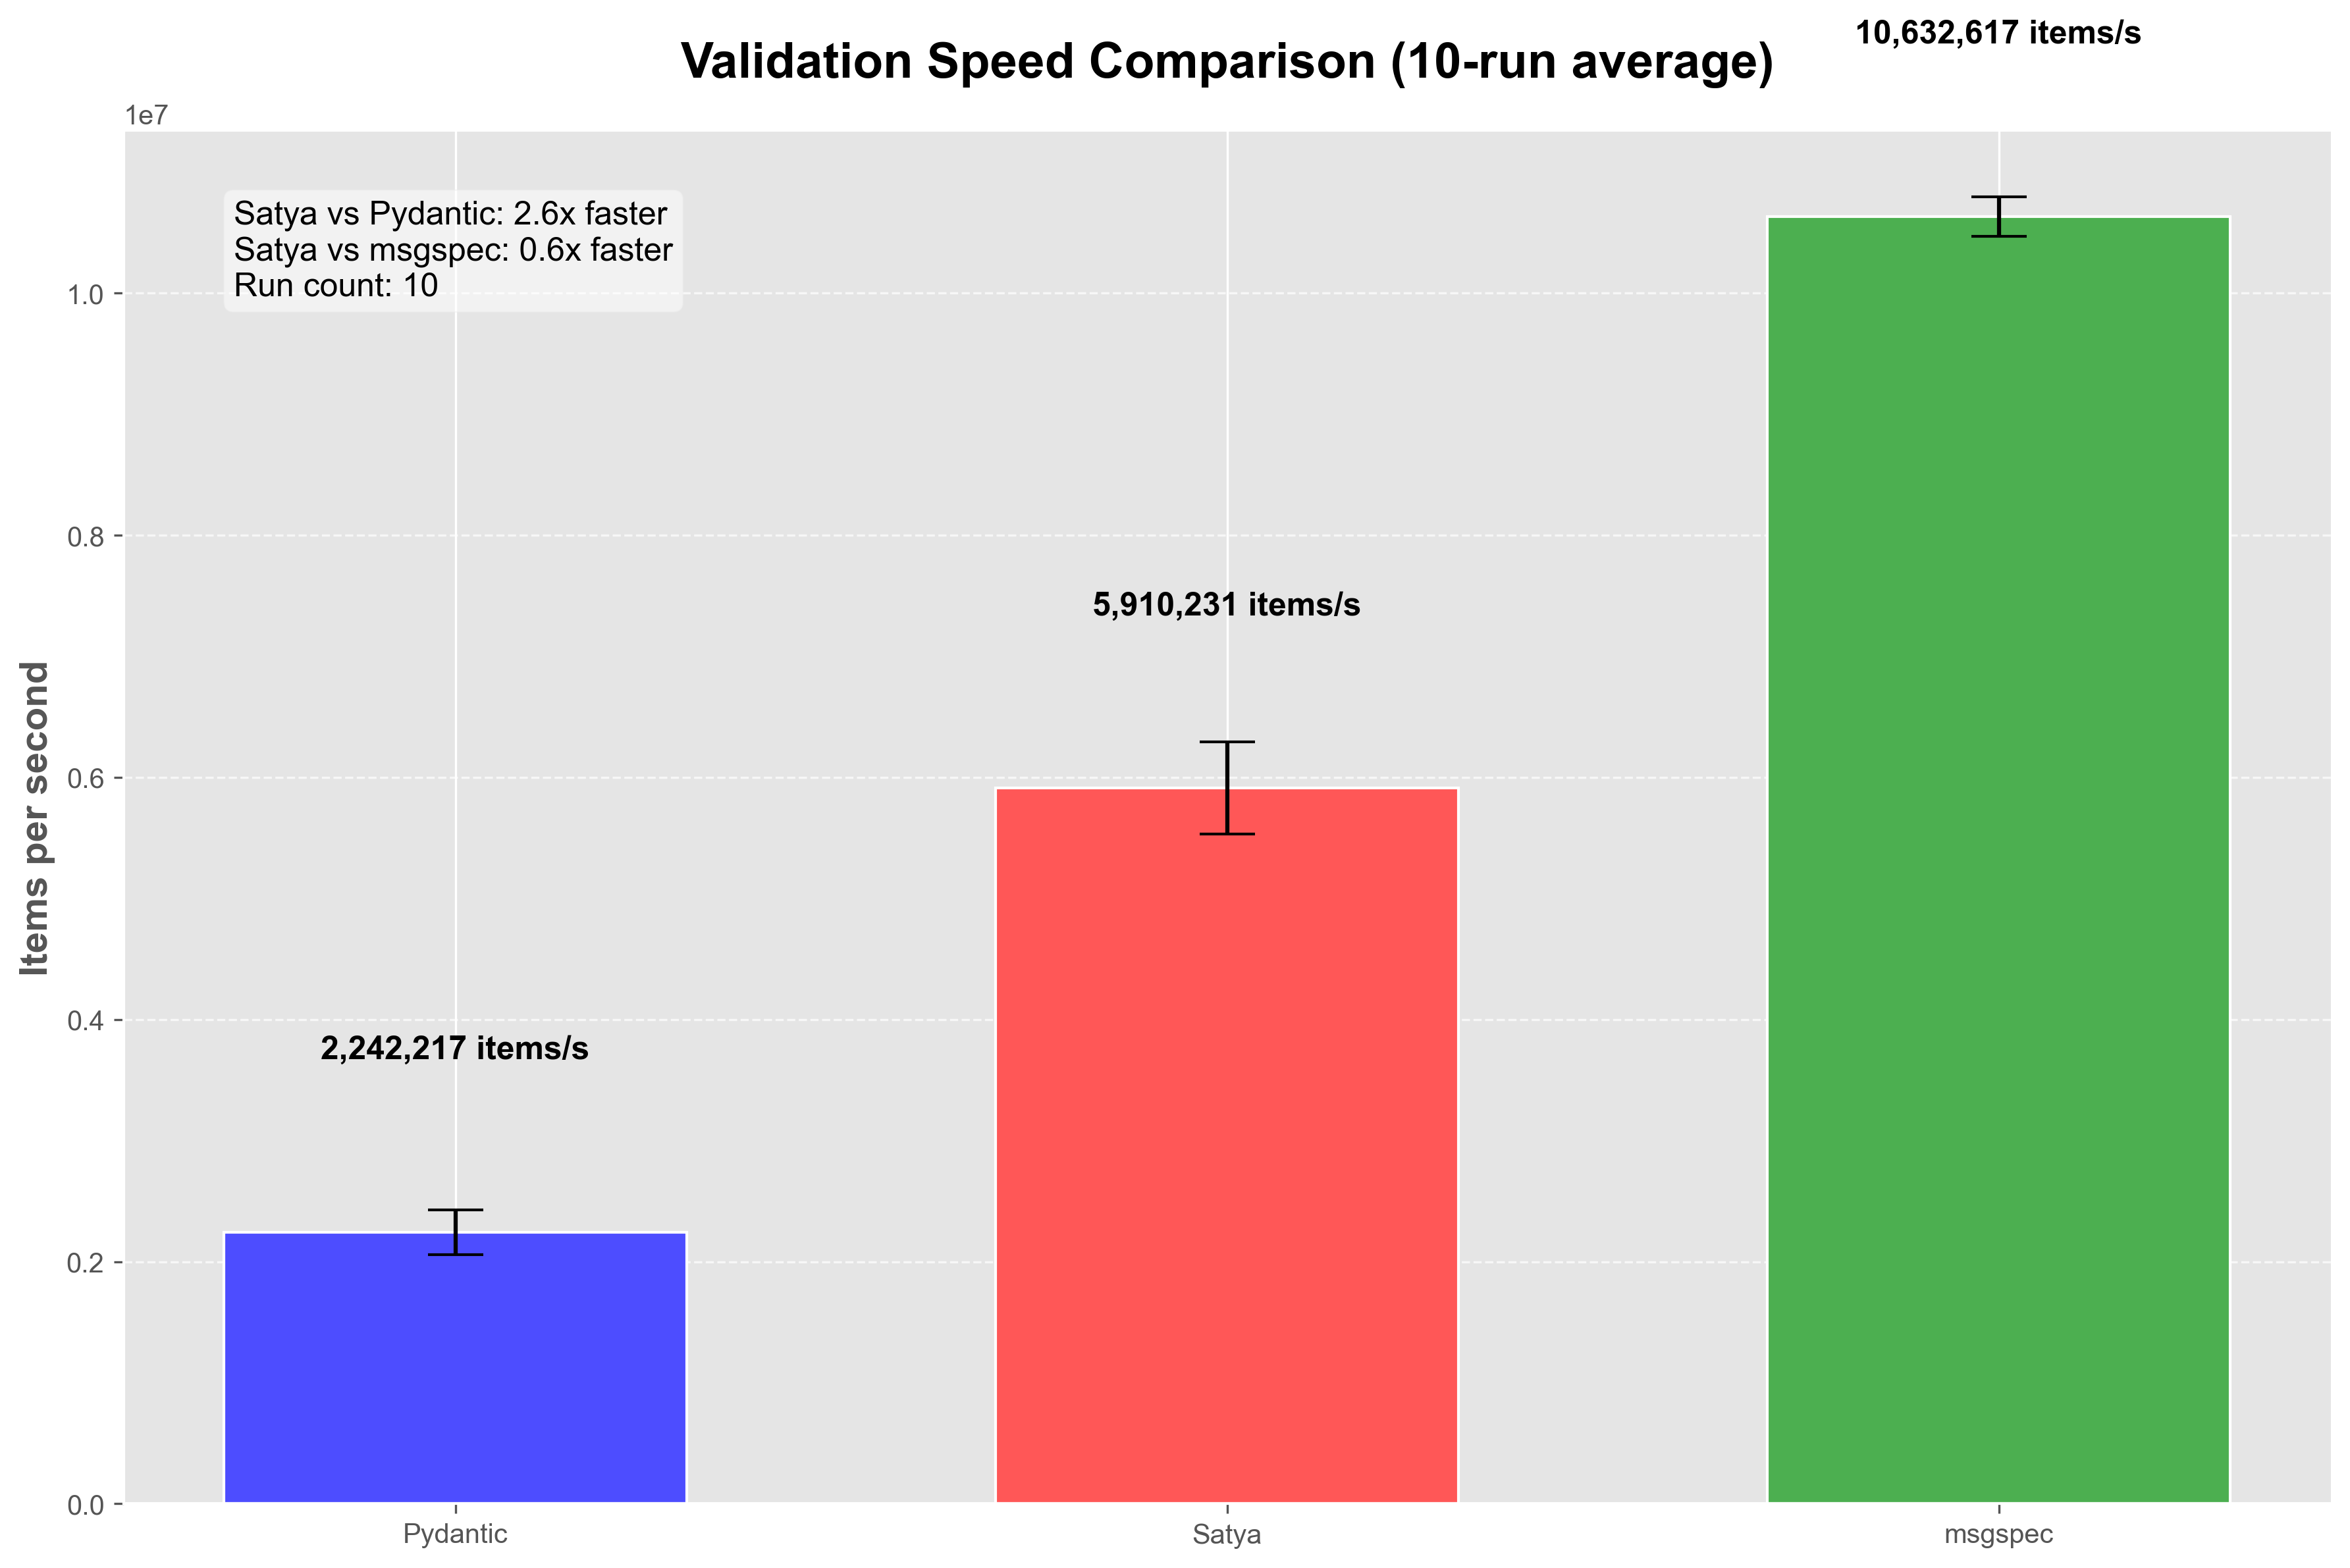 10,632,617 items/s
Validation Speed Comparison (10-run average)
1e7
Satya vs Pydantic: 2.6x faster
Satya vs msgspec: 0.6x faster
Run count: 10
1.0
0.8
5,910,231 items/s
Items per second
0.6
0.4
2,242,217 items/s
0.2
0.0
Pydantic
Satya
msgspec